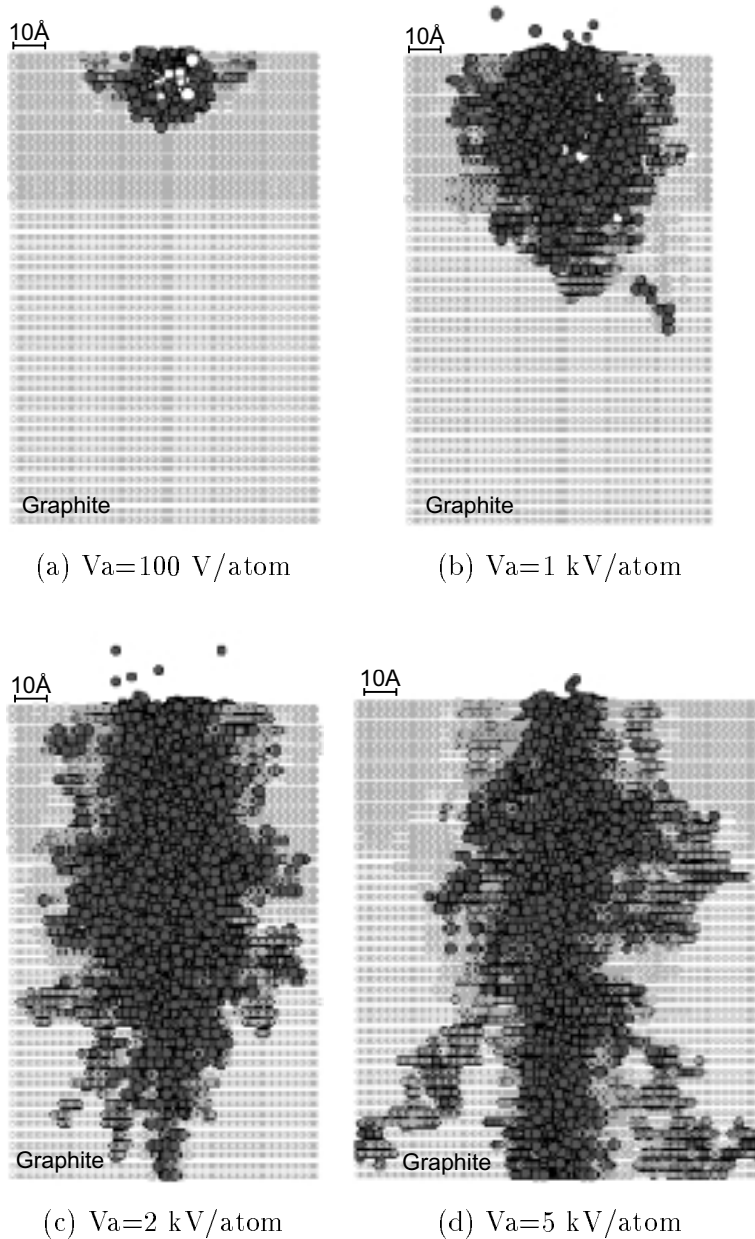 10Å
10Å
Graphite
Graphite
(a) Va=100 V/atom
(b) Va=1 kV/atom
10Å
10A
Graphite
Graphite
(c) Va=2 kV/atom
(d) Va=5 kV/atom